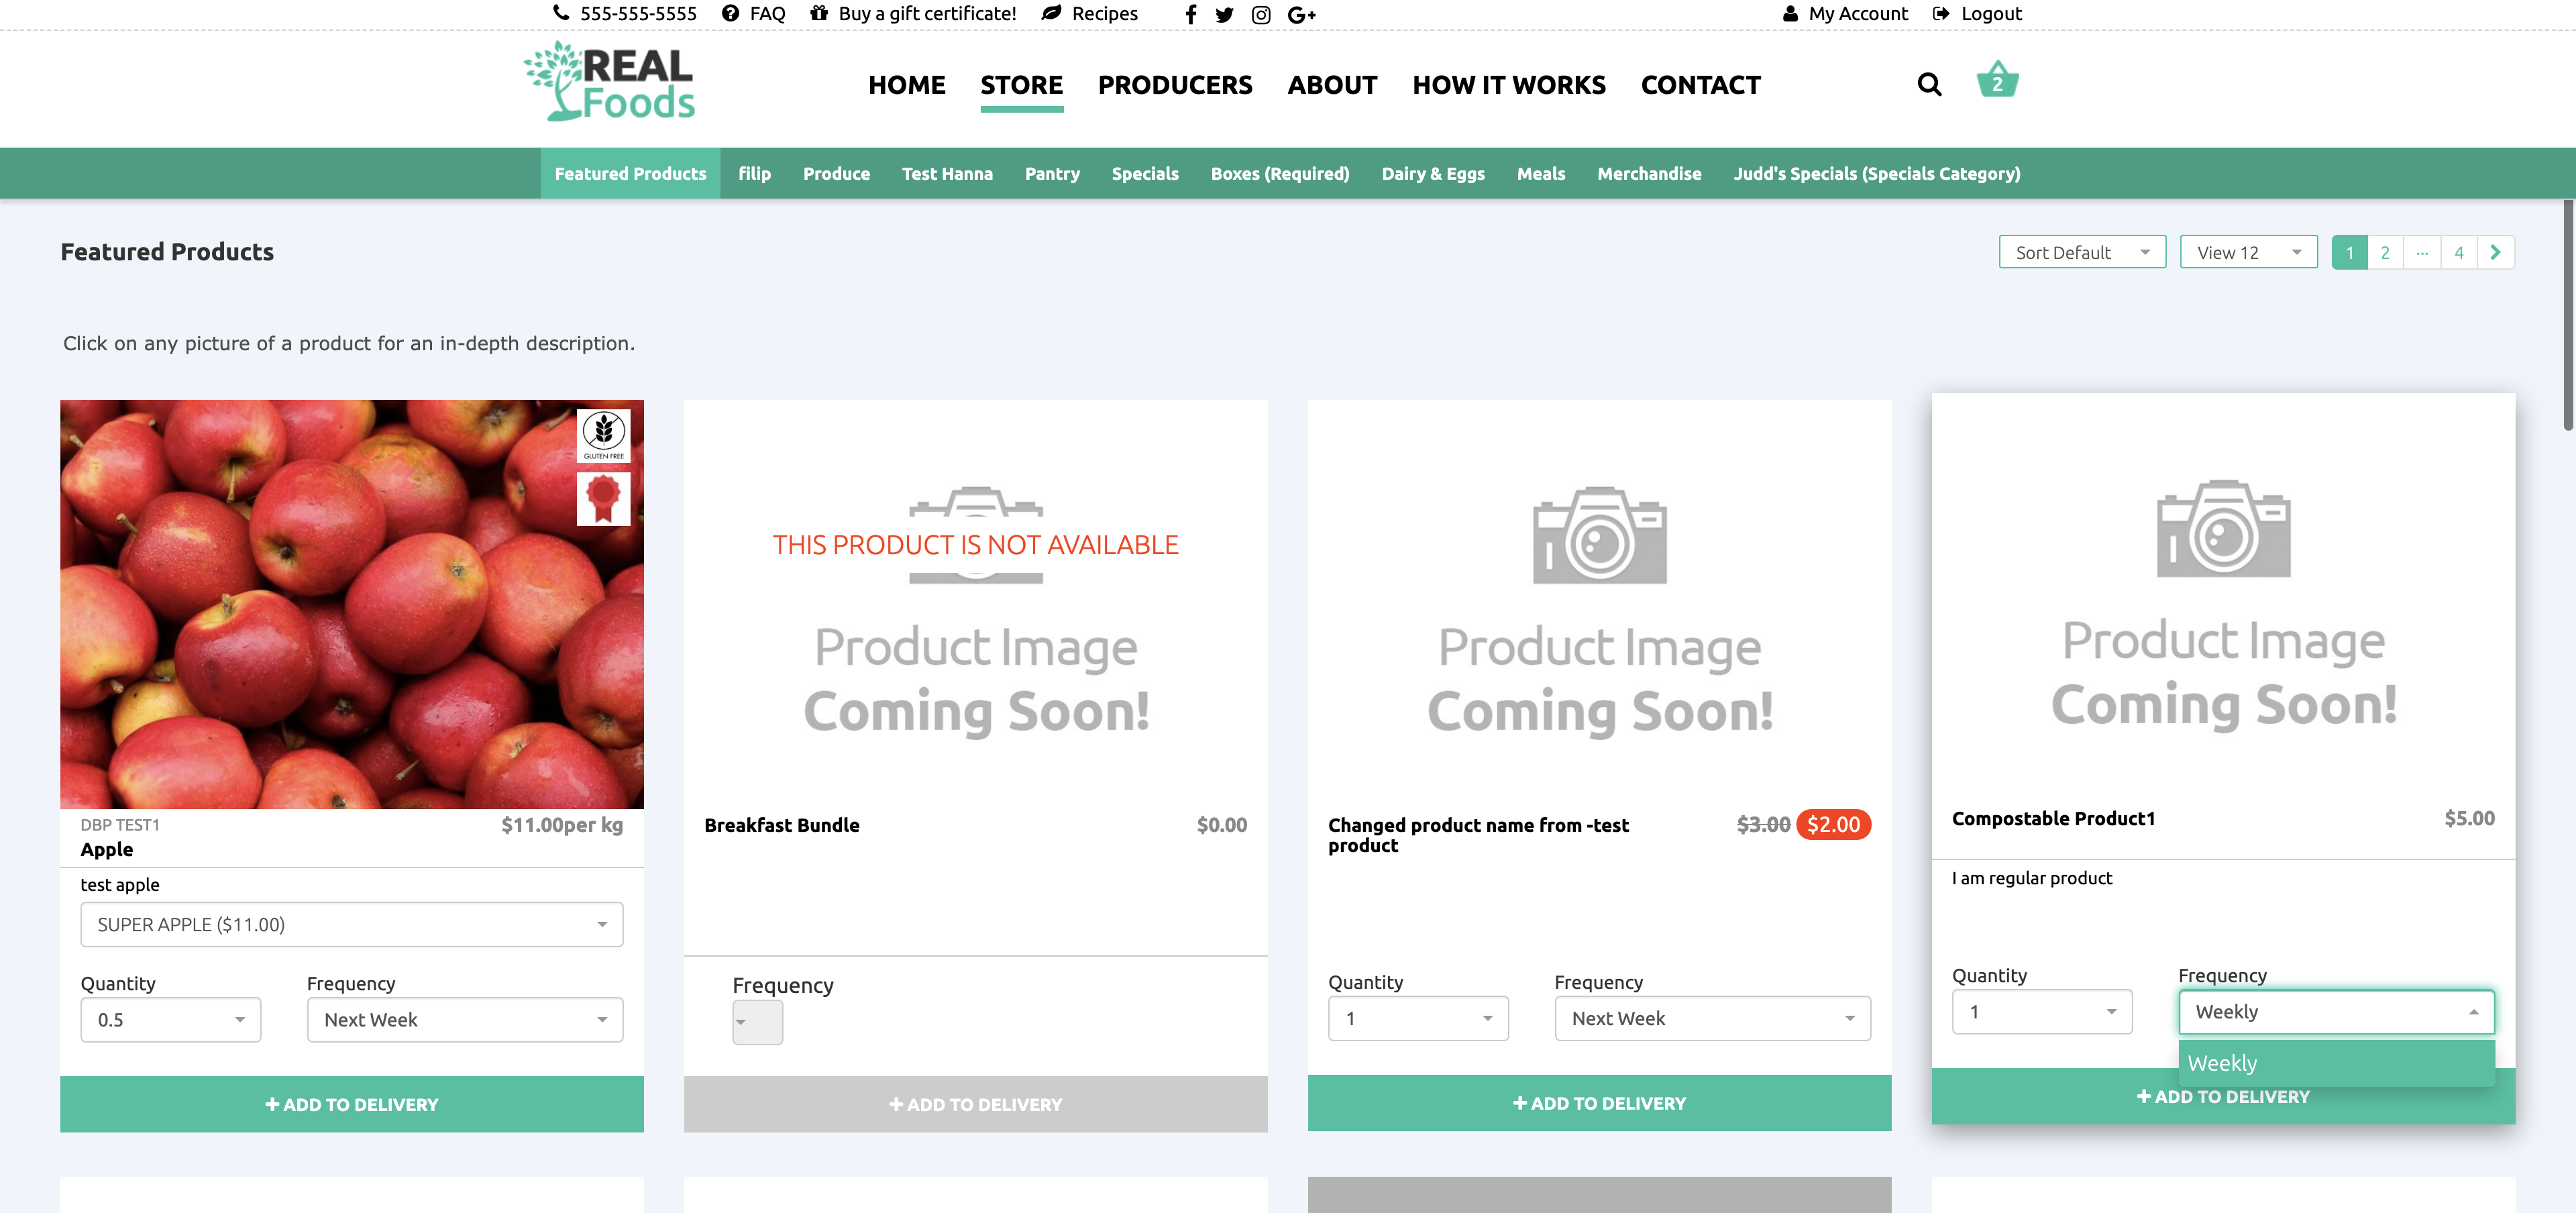 555-555-5555 FAQ Buy a gift certificate! Recipes My Account Logout
REAL
Foods
HOME STORE PRODUCERS ABOUT HOW IT WORKS CONTACT 2
Featured Products filip Produce Test Hanna Pantry Specials Boxes (Required) Dairy & Eggs Meals Merchandise Judd's Specials (Specials Category)
Featured Products
Sort Default View 12 1 2 ... 4
Click on any picture of a product for an in-depth description.
GLUTEN FREE
DBP TEST1 $11.00per kg
Apple
test apple
SUPER APPLE ($11.00)
Quantity Frequency
0.5 Next Week
+ ADD TO DELIVERY
THIS PRODUCT IS NOT AVAILABLE
Product Image
Coming Soon!
Breakfast Bundle $0.00
Frequency
+ ADD TO DELIVERY
Product Image
Coming Soon!
Changed product name from -test $3.00 $2.00
product
Quantity Frequency
1 Next Week
+ ADD TO DELIVERY
Product Image
Coming Soon!
Compostable Product1 $5.00
I am regular product
Quantity Frequency
1 Weekly
Weekly
+ ADD TO DELIVERY